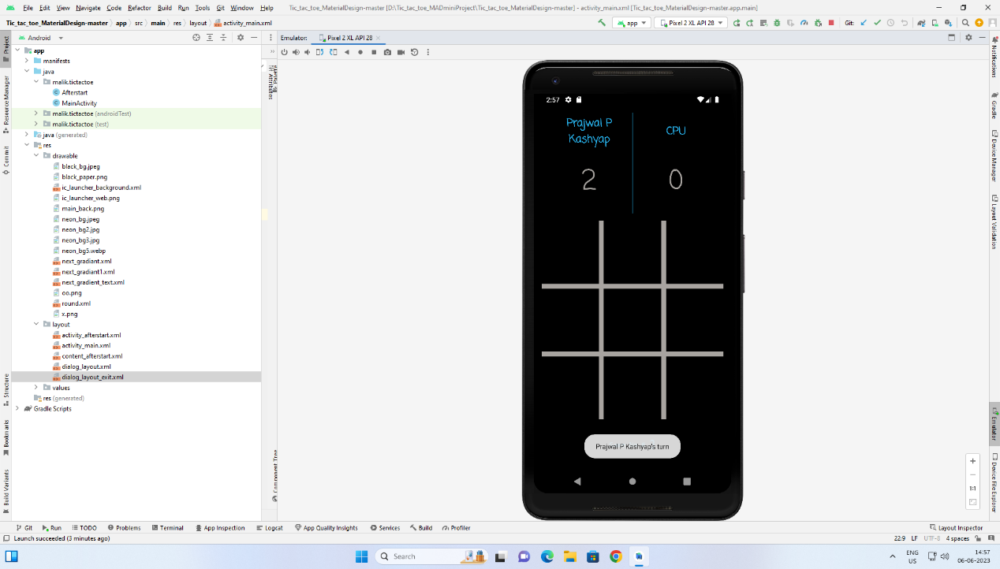 File Edit View Navigate Code Refactor Build Run Tools Git Window Help Tic_tac_toe_MaterialDesign-master [D:\Tic_tac_toe_MADminiProject\Tic_tac_toe_MaterialDesign-master] - activity_main.xml [Tic_tac_toe_MaterialDesign-master.app.main]
Tic_tac_toe_MaterialDesign-master app src main res layout activity_main.xml app Pixel 2 XL API 28 Git:
Android Emulator: Pixel 2 XL API 28
app
manifests
java
malik.tictactoe
Afterstart
MainActivity
malik.tictactoe (androidTest)
malik.tictactoe (test)
java (generated)
res
drawable
black_bg.jpeg
black_paper.png
ic_launcher_background.xml
ic_launcher_web.png
main_back.png
neon_bg.jpeg
neon_bg2.jpg
neon_bg3.jpg
neon_bg5.webp
next_gradiant.xml
next_gradiant1.xml
next_gradient_text.xml
oo.png
round.xml
x.png
layout
activity_afterstart.xml
activity_main.xml
content_afterstart.xml
dialog_layout.xml
dialog_layout_exit.xml
values
res (generated)
Gradle Scripts
Project
Resource Manager
Commit
Structure
Bookmarks
Build Variants
Palette
Attributes
Component Tree
2:57
Prajwal P
Kashyap
CPU
2 0
Prajwal P Kashyap's turn
Notifications
Gradle
Device Manager
Layout Validation
Emulator
Device File Explorer
1:1
Git Run TODO Problems Terminal App Inspection Logcat App Quality Insights Services Build Profiler Layout Inspector
Launch succeeded (3 minutes ago) 22:9 LF UTF-8 4 spaces
Search
ENG
US
14:57
06-06-2023